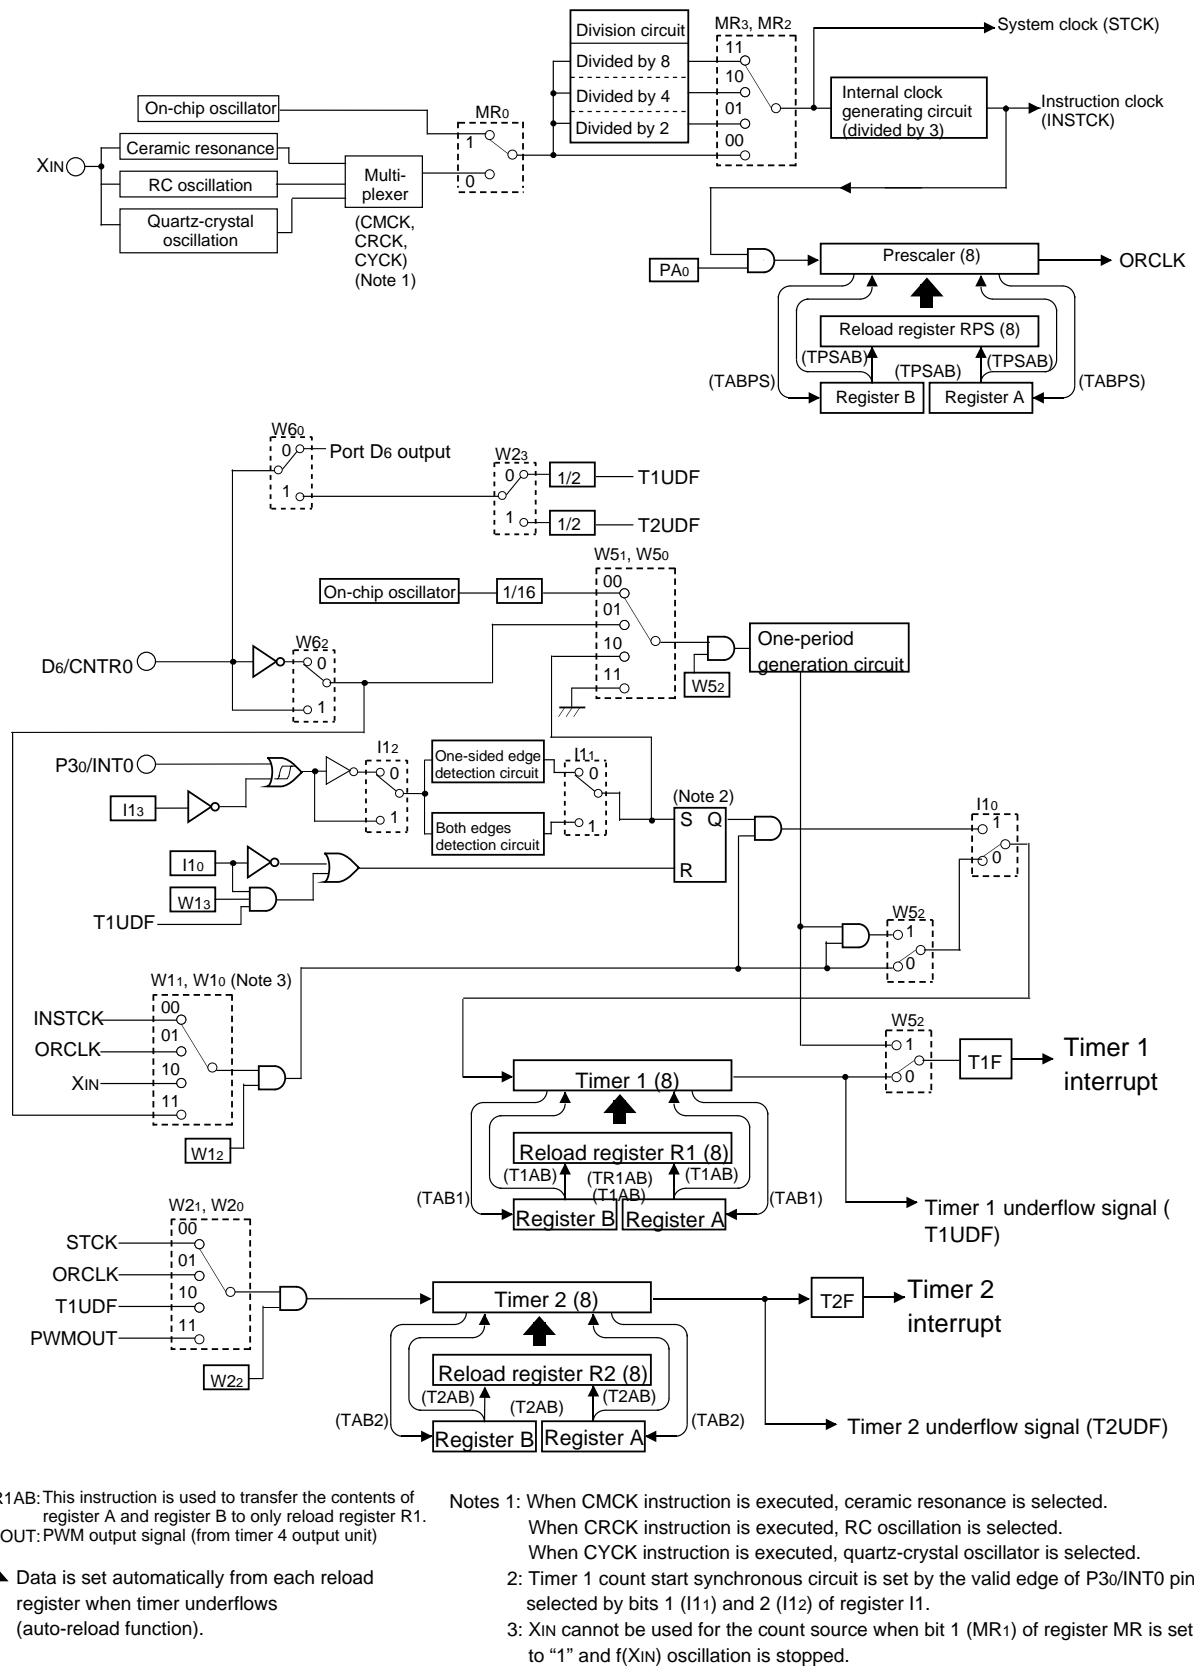 Division circuit
MR3, MR2
System clock (STCK)
11
Divided by 8
10
Divided by 4
01
Divided by 2
00
On-chip oscillator
MR0
1
0
Internal clock
generating circuit
(divided by 3)
Instruction clock
(INSTCK)
XIN
Ceramic resonance
RC oscillation
Quartz-crystal
oscillation
Multi-
plexer
(CMCK,
CRCK,
CYCK)
(Note 1)
PA0
Prescaler (8)
ORCLK
Reload register RPS (8)
(TPSAB)
(TPSAB)
(TPSAB)
(TABPS)
(TABPS)
Register B
Register A
W60
0
Port D6 output
1
W23
0
1/2
T1UDF
1
1/2
T2UDF
W51, W50
On-chip oscillator
1/16
00
01
10
11
D6/CNTR0
W62
0
1
W52
One-period
generation circuit
P30/INT0
I13
I12
0
1
One-sided edge
detection circuit
Both edges
detection circuit
I11
0
1
(Note 2)
S Q
R
I10
1
0
I10
W13
T1UDF
W52
1
0
W11, W10 (Note 3)
INSTCK
00
ORCLK
01
XIN
10
11
W12
W52
1
0
T1F
Timer 1
interrupt
Timer 1 (8)
Reload register R1 (8)
(T1AB)
(TR1AB)
(T1AB)
(T1AB)
(TAB1)
(TAB1)
Register B
Register A
Timer 1 underflow signal (
T1UDF)
W21, W20
STCK
00
ORCLK
01
T1UDF
10
PWMOUT
11
W22
Timer 2 (8)
T2F
Timer 2
interrupt
Reload register R2 (8)
(T2AB)
(T2AB)
(T2AB)
(TAB2)
(TAB2)
Register B
Register A
Timer 2 underflow signal (T2UDF)
R1AB: This instruction is used to transfer the contents of
register A and register B to only reload register R1.
OUT: PWM output signal (from timer 4 output unit)
Data is set automatically from each reload
register when timer underflows
(auto-reload function).
Notes 1: When CMCK instruction is executed, ceramic resonance is selected.
When CRCK instruction is executed, RC oscillation is selected.
When CYCK instruction is executed, quartz-crystal oscillator is selected.
2: Timer 1 count start synchronous circuit is set by the valid edge of P30/INT0 pin
selected by bits 1 (I11) and 2 (I12) of register I1.
3: XIN cannot be used for the count source when bit 1 (MR1) of register MR is set
to “1” and f(XIN) oscillation is stopped.